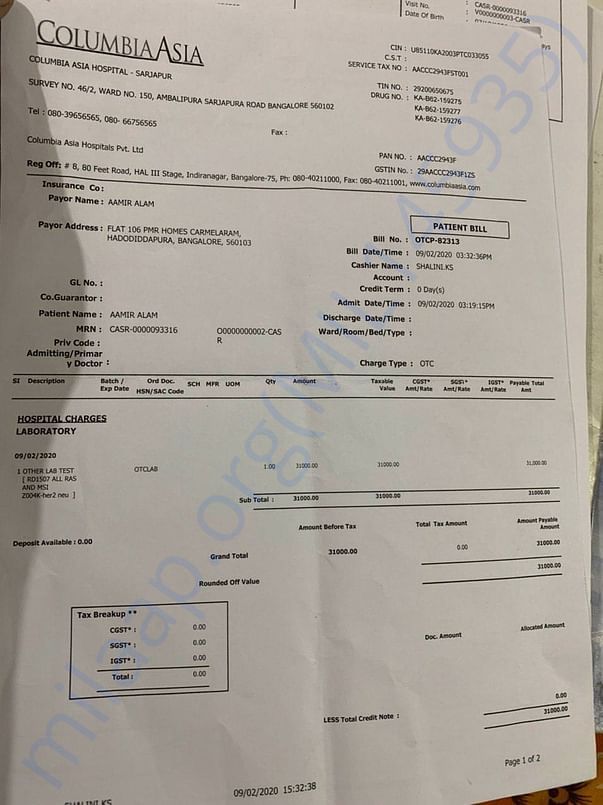 Visit No. : CASR-0000093316
Date Of Birth : V0000000003-CASR
COLUMBIA ASIA
COLUMBIA ASIA HOSPITAL - SARJAPUR
SURVEY NO. 46/2, WARD NO. 150, AMBALIPURA SARJAPURA ROAD BANGALORE 560102
Tel : 080-39656565, 080- 66756565
Fax :
Columbia Asia Hospitals Pvt. Ltd
CIN : U85110KA2003PTC033055
C.S.T :
SERVICE TAX NO : AACCC2943FST001
TIN NO. : 29200650675
DRUG NO. : KA-B62-159275
KA-B62-159277
KA-B62-159276
PAN NO. : AACCC2943F
GSTIN No. : 29AACCC2943F1ZS
Reg Off: # 8, 80 Feet Road, HAL III Stage, Indiranagar, Bangalore-75, Ph: 080-40211000, Fax: 080-40211001, www.columbiaasia.com
Insurance Co:
Payor Name : AAMIR ALAM
Payor Address : FLAT 106 PMR HOMES CARMELARAM,
HADODIDDAPURA, BANGALORE, 560103
PATIENT BILL
Bill No. : OTCP-82313
Bill Date/Time : 09/02/2020 03:32:36PM
Cashier Name : SHALINI.KS
Account :
Credit Term : 0 Day(s)
Admit Date/Time : 09/02/2020 03:19:15PM
Discharge Date/Time :
Ward/Room/Bed/Type :
Charge Type : OTC
GL No. :
Co.Guarantor :
Patient Name : AAMIR ALAM
MRN : CASR-0000093316 O0000000002-CAS
R
Priv Code :
Admitting/Primar
y Doctor :
SI Description Batch / Exp Date Ord Doc. HSN/SAC Code SCH MFR UOM Qty Amount Taxable Value CGST* Amt/Rate SGST* Amt/Rate IGST* Amt/Rate Payable Total Amt
HOSPITAL CHARGES
LABORATORY
09/02/2020
1 OTHER LAB TEST OTCLAB 1.00 31000.00 31000.00 31,000.00
[ RD1507 ALL RAS
AND MSI
Z004K-her2 neu ]
Sub Total : 31000.00 31000.00 31000.00
Amount Before Tax Total Tax Amount Amount Payable Amount
Deposit Available : 0.00
Grand Total 31000.00 0.00 31000.00
31000.00
Rounded Off Value
Tax Breakup **
CGST* : 0.00
SGST* : 0.00
IGST* : 0.00
Total : 0.00
Doc. Amount Allocated Amount
0.00
LESS Total Credit Note : 31000.00
Page 1 of 2
09/02/2020 15:32:38
SHALINI.KS